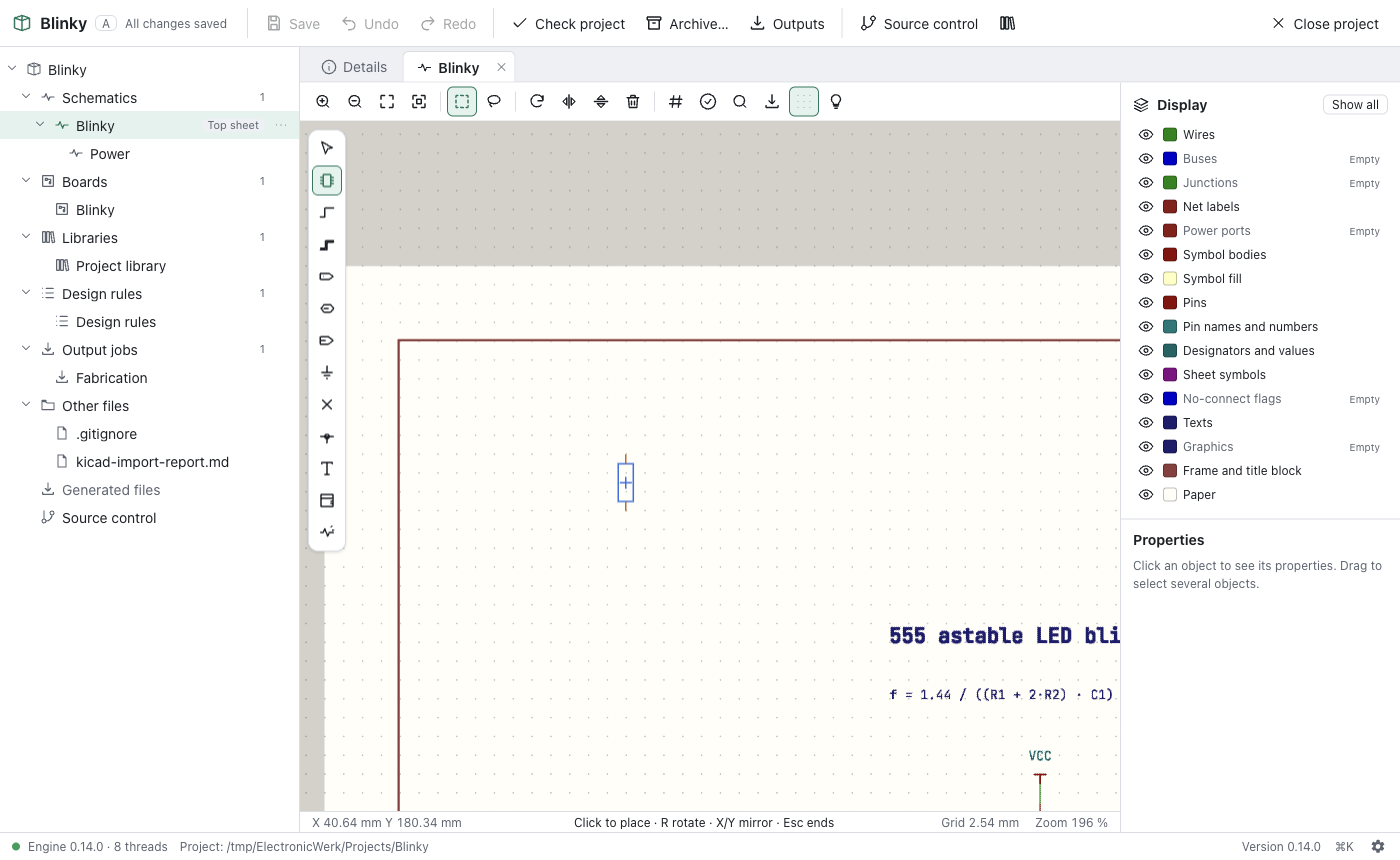 Blinky A All changes saved Save Undo Redo Check project Archive... Outputs Source control Close project
Blinky
Schematics 1
Blinky Top sheet ...
Power
Boards 1
Blinky
Libraries 1
Project library
Design rules 1
Design rules
Output jobs 1
Fabrication
Other files
.gitignore
kicad-import-report.md
Generated files
Source control
Details Blinky
555 astable LED bli
f = 1.44 / ((R1 + 2·R2) · C1)
VCC
X 40.64 mm Y 180.34 mm Click to place · R rotate · X/Y mirror · Esc ends Grid 2.54 mm Zoom 196 %
Display Show all
Wires
Buses Empty
Junctions Empty
Net labels
Power ports Empty
Symbol bodies
Symbol fill
Pins
Pin names and numbers
Designators and values
Sheet symbols
No-connect flags Empty
Texts
Graphics Empty
Frame and title block
Paper
Properties
Click an object to see its properties. Drag to
select several objects.
Engine 0.14.0 · 8 threads Project: /tmp/ElectronicWerk/Projects/Blinky Version 0.14.0 ⌘K